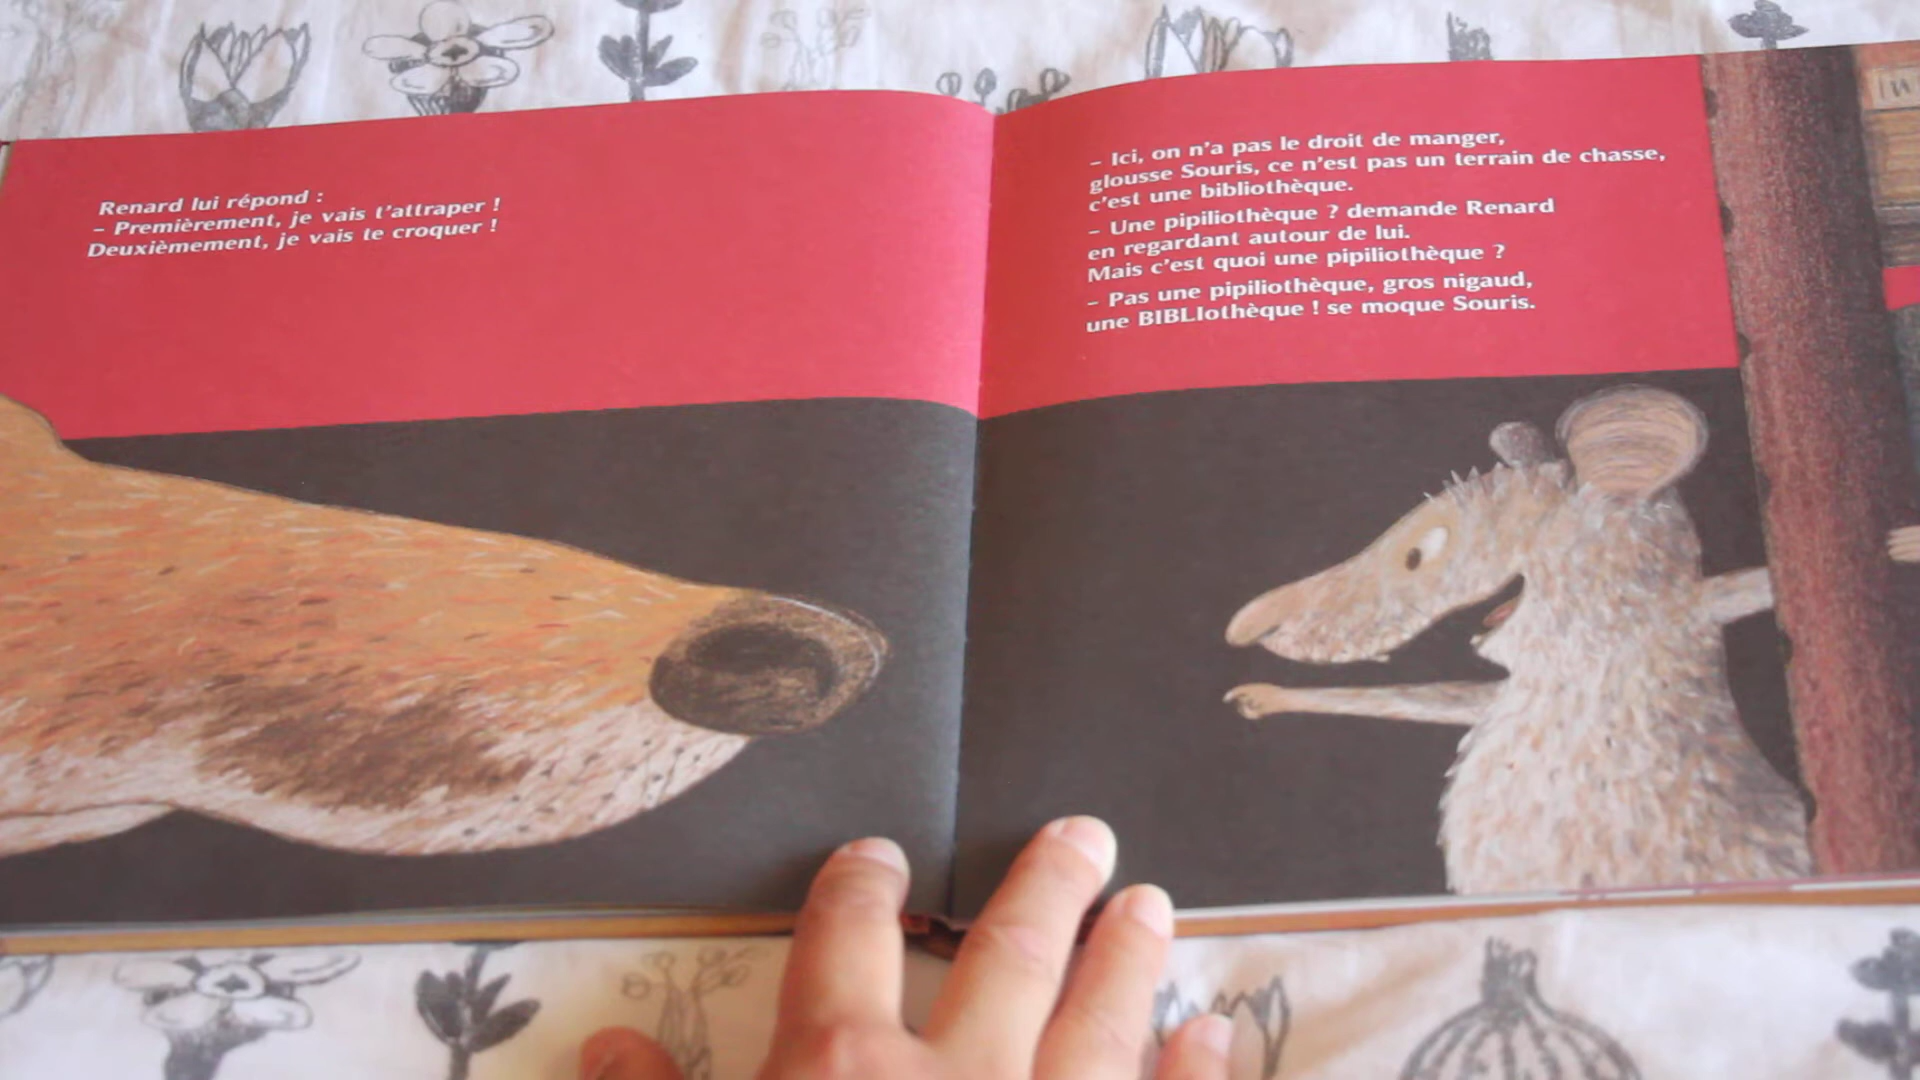 Renard lui répond :
– Premièrement, je vais t'attraper !
Deuxièmement, je vais te croquer !
– Ici, on n'a pas le droit de manger,
glousse Souris, ce n'est pas un terrain de chasse,
c'est une bibliothèque.
– Une pipiliothèque ? demande Renard
en regardant autour de lui.
Mais c'est quoi une pipiliothèque ?
– Pas une pipiliothèque, gros nigaud,
une BIBLIothèque ! se moque Souris.